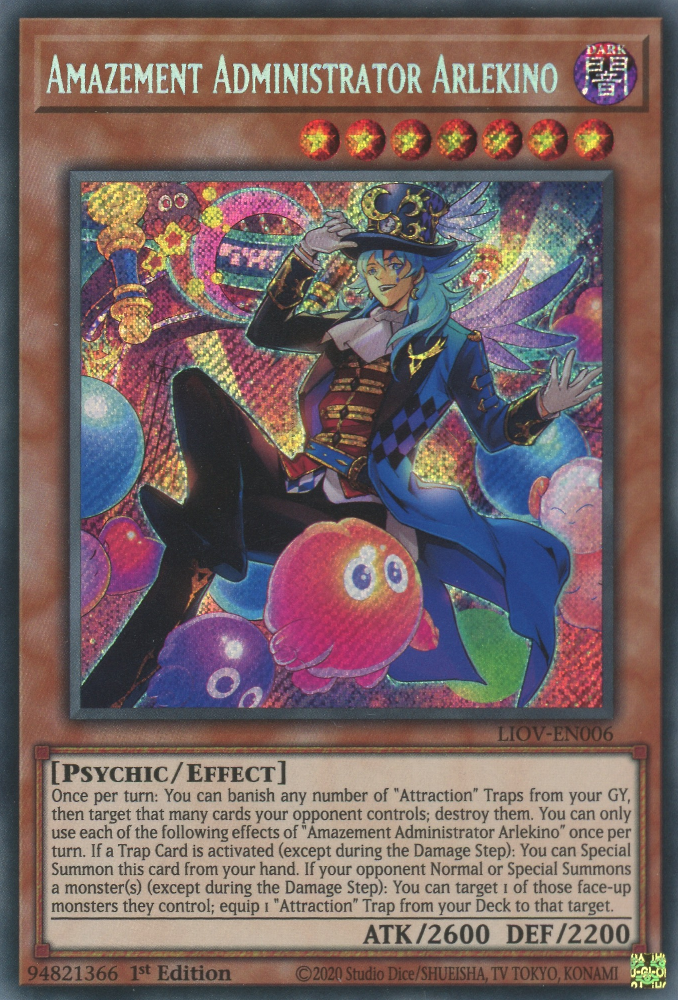 AMAZEMENT ADMINISTRATOR ARLEKINO
DARK
闇
LIOV-EN006
[PSYCHIC/EFFECT]
Once per turn: You can banish any number of "Attraction" Traps from your GY,
then target that many cards your opponent controls; destroy them. You can only
use each of the following effects of "Amazement Administrator Arlekino" once per
turn. If a Trap Card is activated (except during the Damage Step): You can Special
Summon this card from your hand. If your opponent Normal or Special Summons
a monster(s) (except during the Damage Step): You can target 1 of those face-up
monsters they control; equip 1 "Attraction" Trap from your Deck to that target.
ATK/2600 DEF/2200
94821366 1st Edition ©2020 Studio Dice/SHUEISHA, TV TOKYO, KONAMI